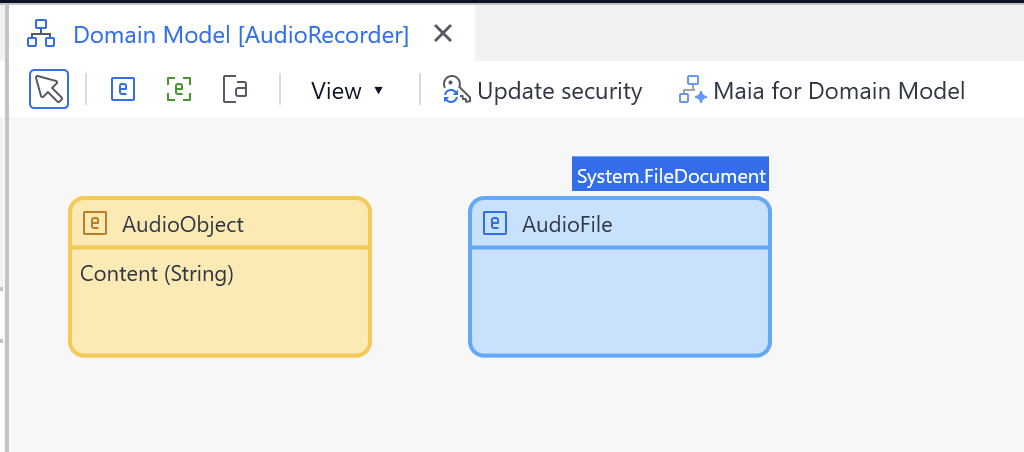 Domain Model [AudioRecorder]
View
Update security
Maia for Domain Model
System.FileDocument
e AudioObject
e AudioFile
Content (String)